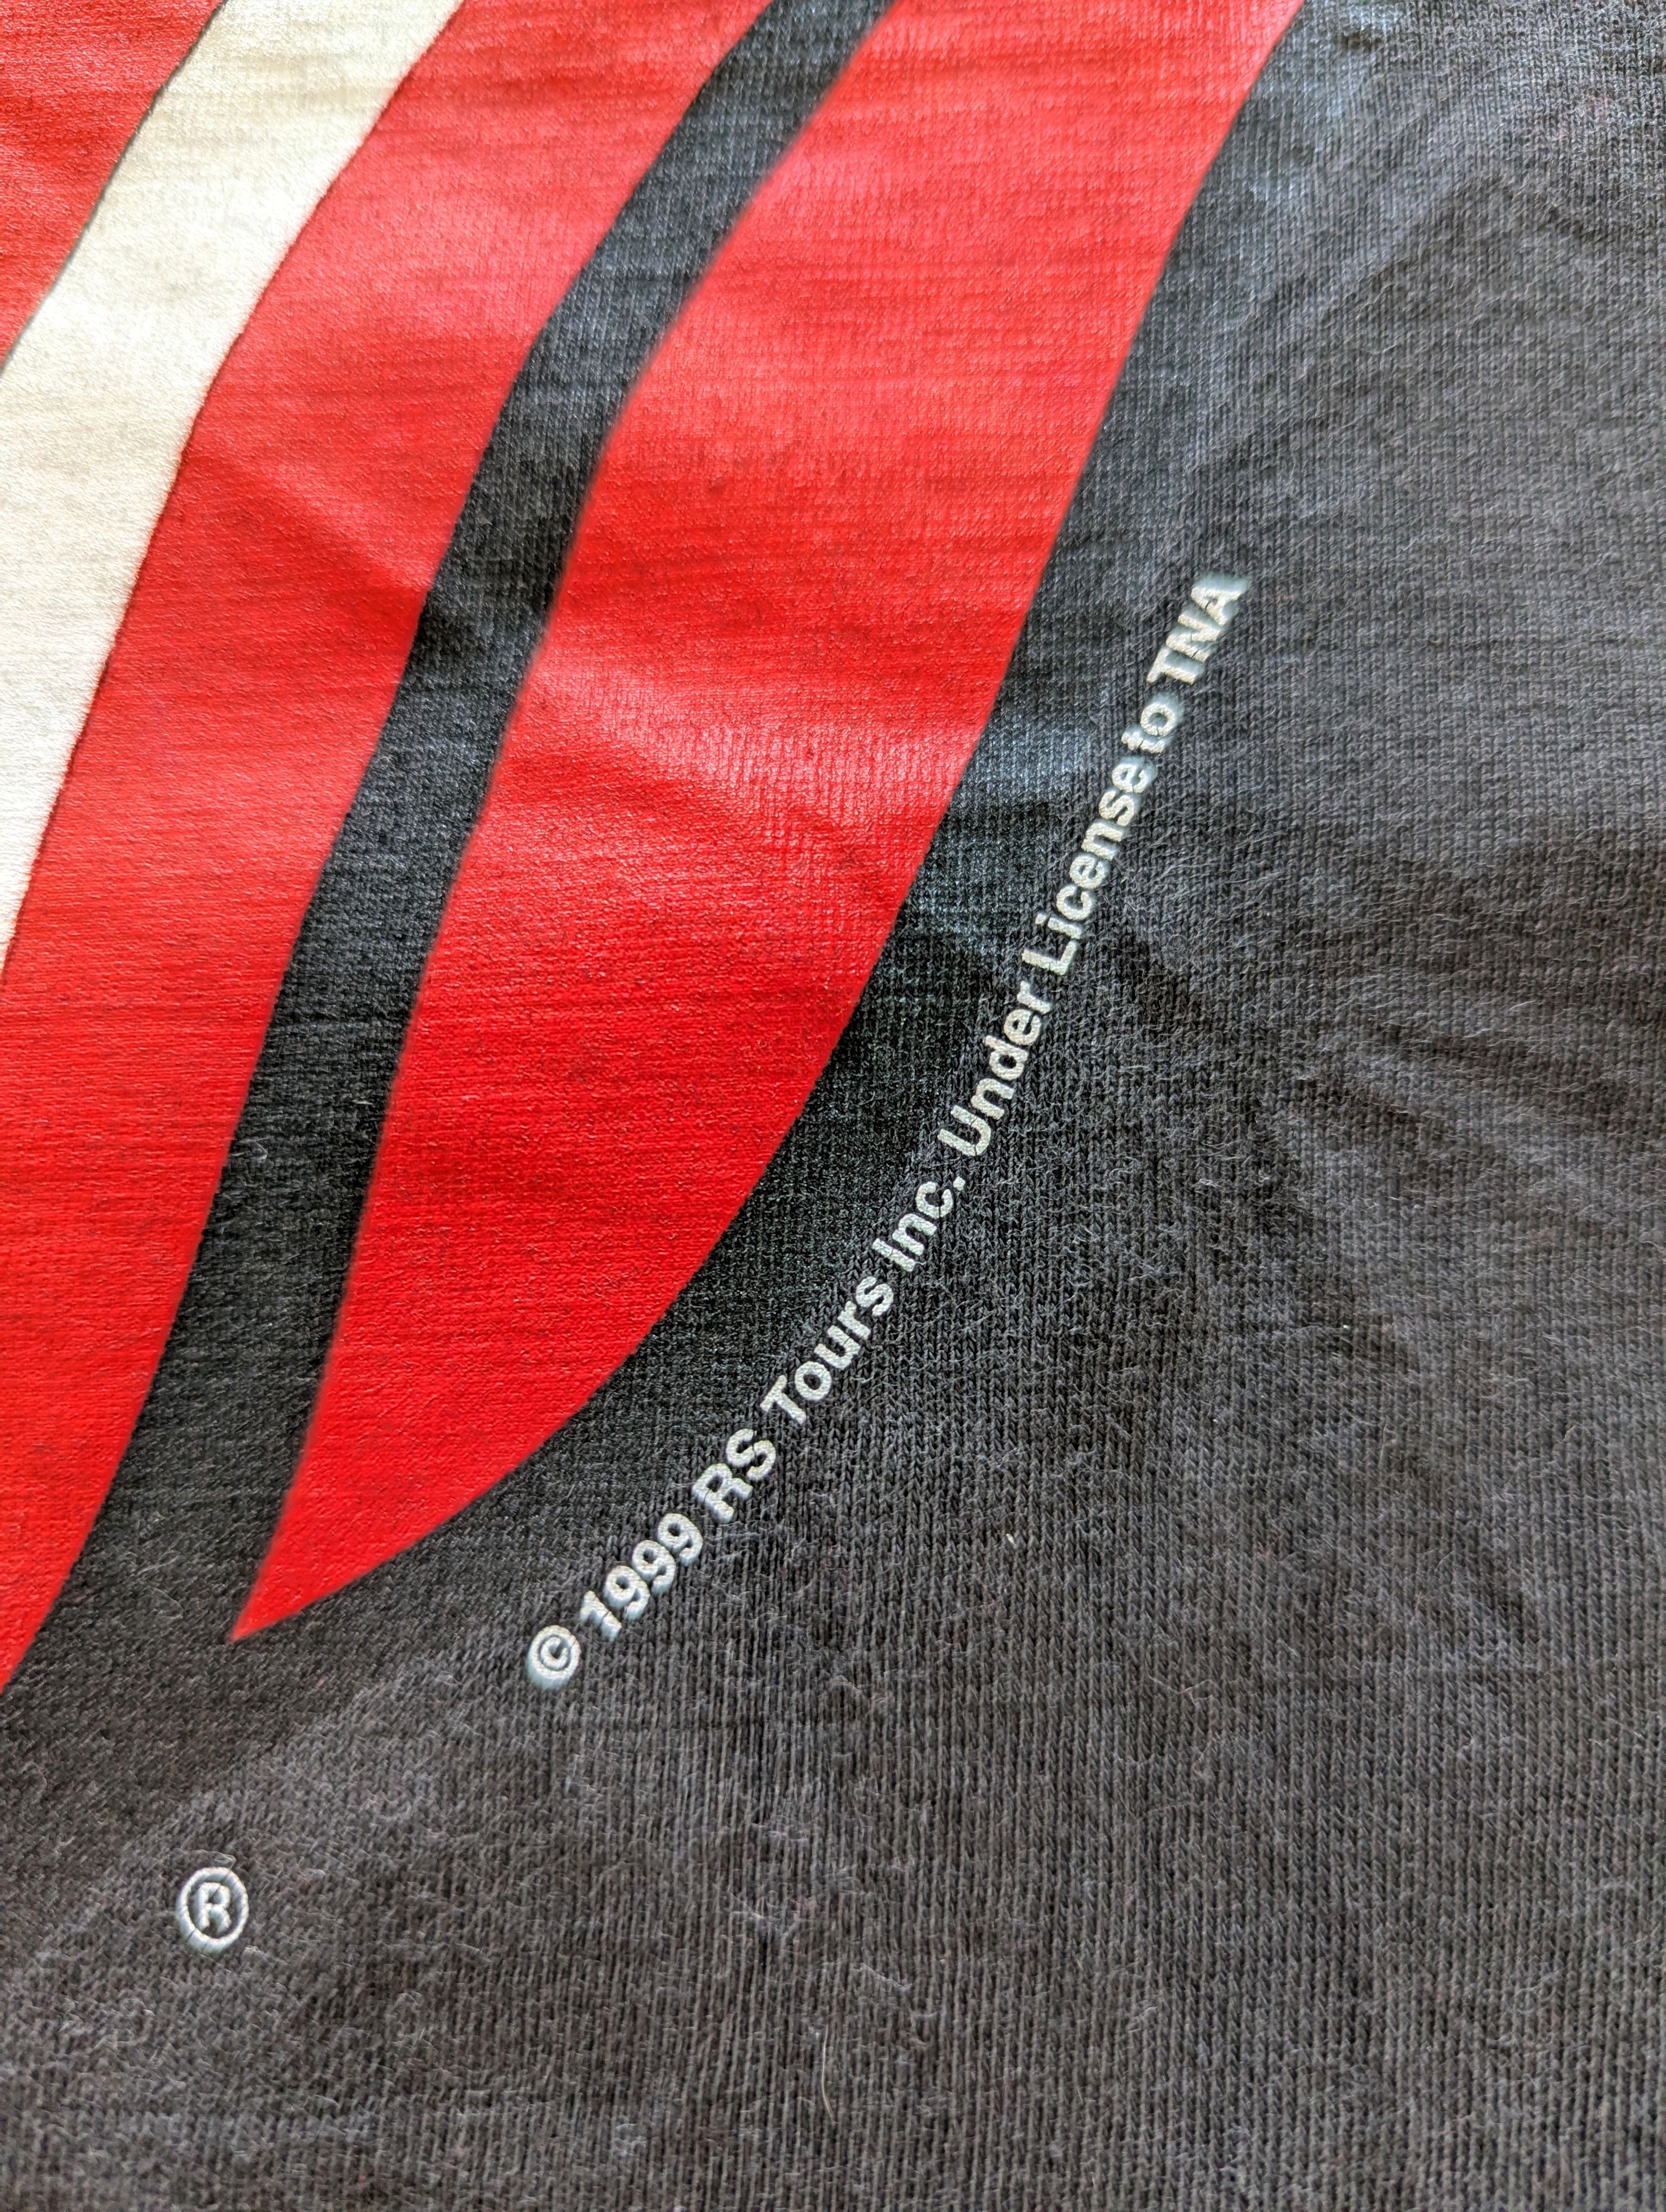 © 1999 RS Tours Inc. Under License to TNA
®